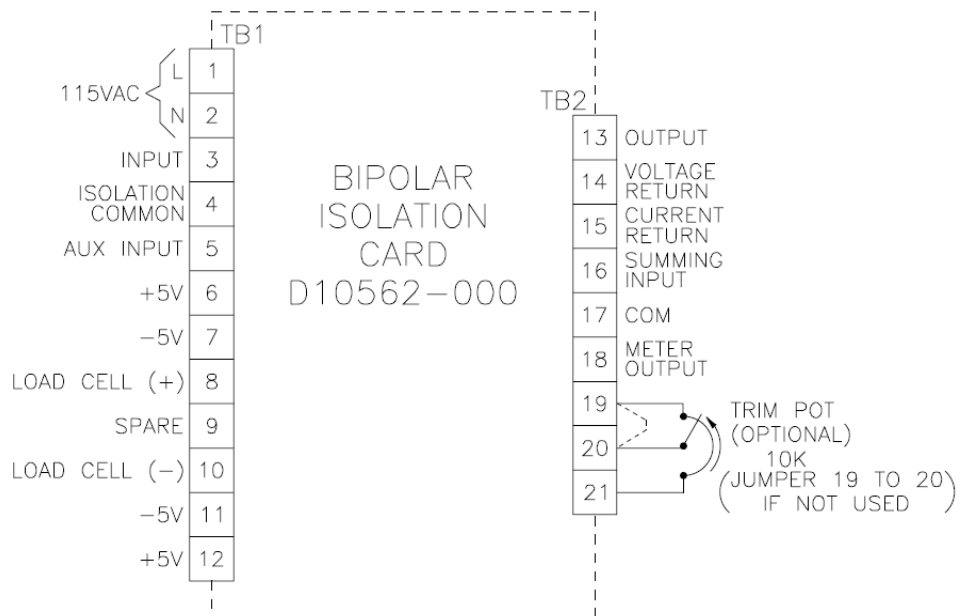 TB1
115VAC
L
1
N
2
INPUT
3
ISOLATION
COMMON
4
AUX INPUT
5
+5V
6
-5V
7
LOAD CELL (+)
8
SPARE
9
LOAD CELL (-)
10
-5V
11
+5V
12
BIPOLAR
ISOLATION
CARD
D10562-000
TB2
13
OUTPUT
14
VOLTAGE
RETURN
15
CURRENT
RETURN
16
SUMMING
INPUT
17
COM
18
METER
OUTPUT
19
20
21
TRIM POT
(OPTIONAL)
10K
(JUMPER 19 TO 20)
IF NOT USED